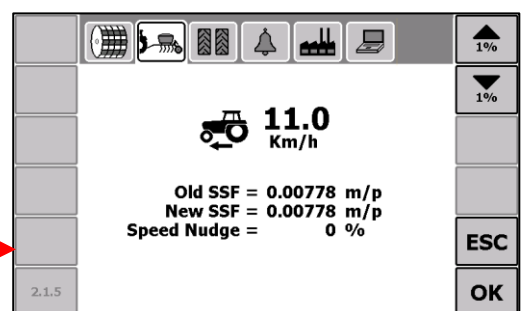 1%
1%
11.0
Km/h
Old SSF = 0.00778 m/p
New SSF = 0.00778 m/p
Speed Nudge = 0 %
ESC
2.1.5
OK